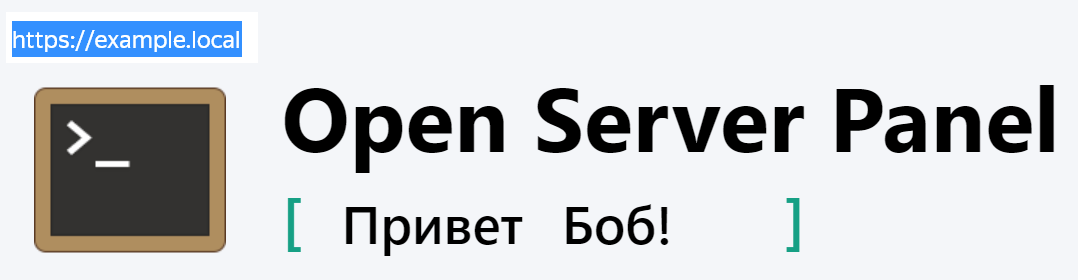 https://example.local
>_
Open Server Panel
[ Привет Боб! ]